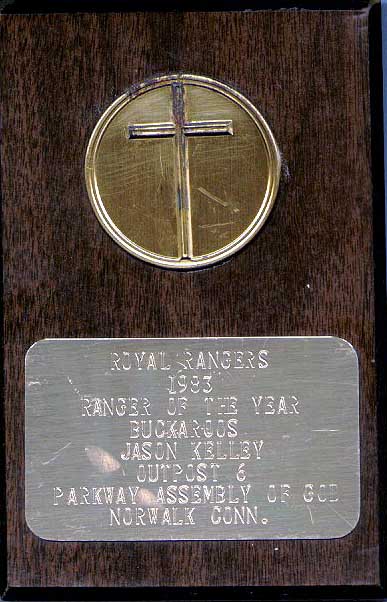 ROYAL RANGERS
1983
RANGER OF THE YEAR
BUCKAROOS
JASON KELLEY
OUTPOST 6
PARKWAY ASSEMBLY OF GOD
NORWALK CONN.